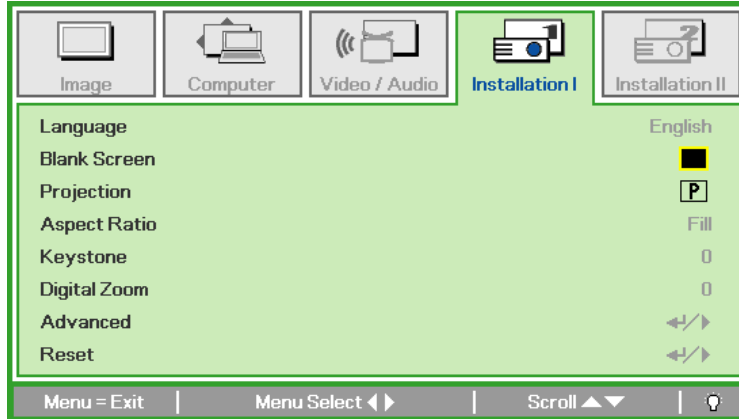 Image Computer Video / Audio Installation I Installation II
Language English
Blank Screen
Projection P
Aspect Ratio Fill
Keystone 0
Digital Zoom 0
Advanced
Reset
Menu = Exit Menu Select Scroll